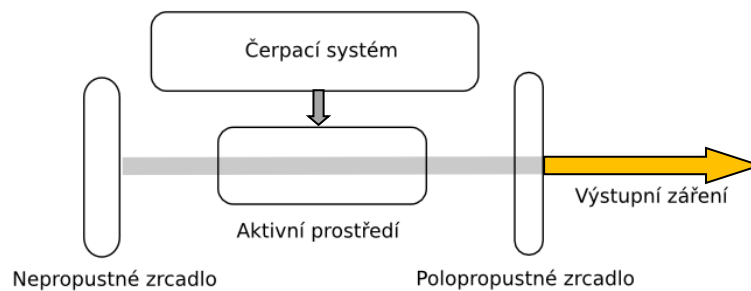 Čerpací systém
Výstupní záření
Aktivní prostředí
Nepropustné zrcadlo
Polopropustné zrcadlo